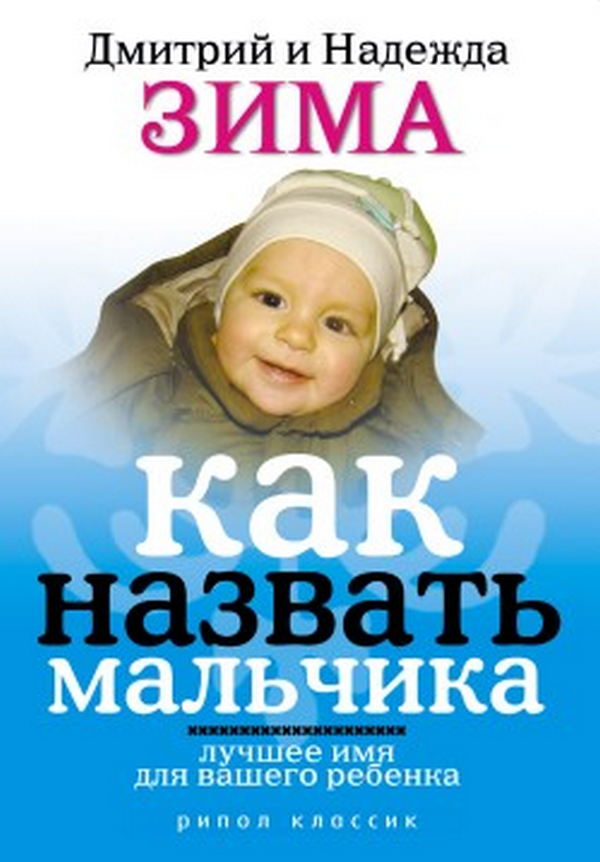 Дмитрий и Надежда
ЗИМА
как
назвать
мальчика
лучшее имя
для вашего ребенка
рипол классик